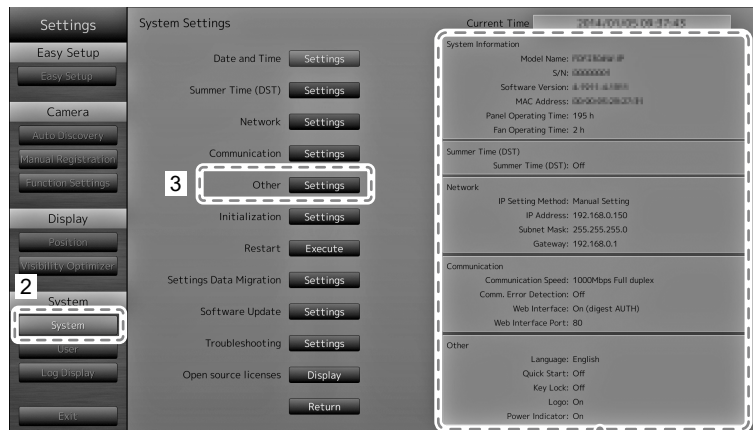 Settings
System Settings
Current Time
Easy Setup
Easy Setup
Camera
Auto Discovery
Manual Registration
Function Settings
Display
Position
Visibility Optimizer
2
System
System
User
Log Display
Exit
Date and Time Settings
Summer Time (DST) Settings
Network Settings
Communication Settings
3 Other Settings
Initialization Settings
Restart Execute
Settings Data Migration Settings
Software Update Settings
Troubleshooting Settings
Open source licenses Display
Return
System Information
Model Name:
S/N:
Software Version:
MAC Address:
Panel Operating Time: 195 h
Fan Operating Time: 2 h
Summer Time (DST)
Summer Time (DST): Off
Network
IP Setting Method: Manual Setting
IP Address: 192.168.0.150
Subnet Mask: 255.255.255.0
Gateway: 192.168.0.1
Communication
Communication Speed: 1000Mbps Full duplex
Comm. Error Detection: Off
Web Interface: On (digest AUTH)
Web Interface Port: 80
Other
Language: English
Quick Start: Off
Key Lock: Off
Logo: On
Power Indicator: On